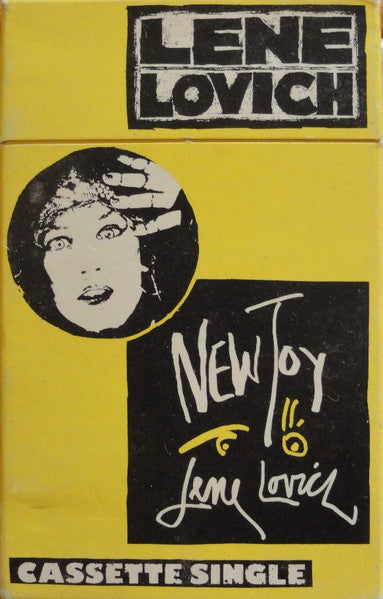 LENE
LOVICH
NEW TOY
Lene Lovich
CASSETTE SINGLE